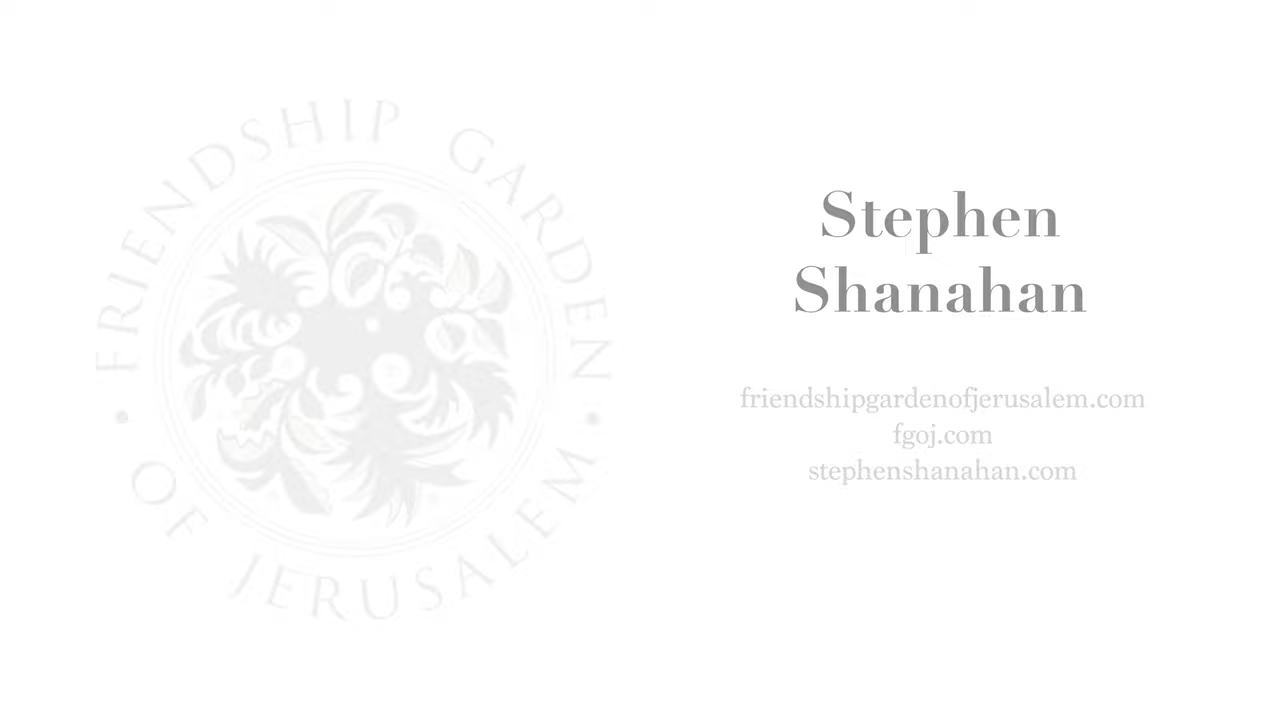 FRIENDSHIP GARDEN
OF JERUSALEM
Stephen
Shanahan
friendshipgardenofjerusalem.com
fgoj.com
stephenshanahan.com